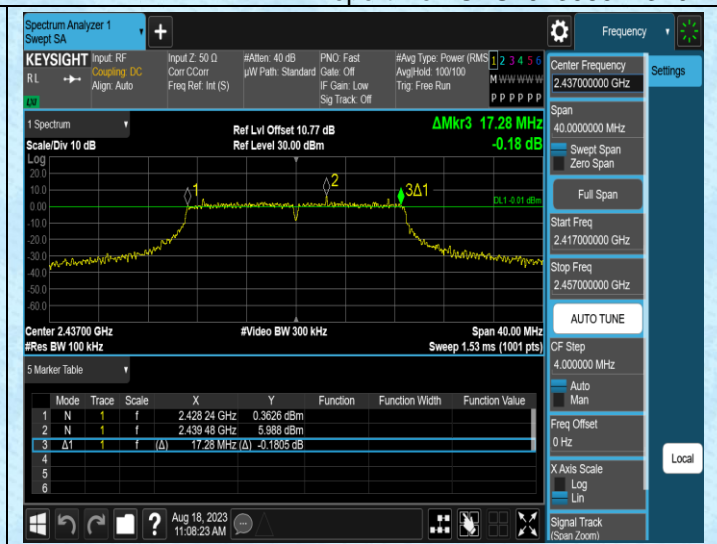 Spectrum Analyzer 1
Swept SA
Frequency
KEYSIGHT
RL
LXI
Input: RF
Coupling: DC
Align: Auto
Input Z: 50 Ω
Corr CCorr
Freq Ref: Int (S)
#Atten: 40 dB
µW Path: Standard
PNO: Fast
Gate: Off
IF Gain: Low
Sig Track: Off
#Avg Type: Power (RMS
Avg|Hold: 100/100
Trig: Free Run
1 2 3 4 5 6
M W W W W W
P P P P P P
Center Frequency
2.437000000 GHz
Settings
Span
40.0000000 MHz
Swept Span
Zero Span
Full Span
Start Freq
2.417000000 GHz
Stop Freq
2.457000000 GHz
AUTO TUNE
CF Step
4.000000 MHz
Auto
Man
Freq Offset
0 Hz
X Axis Scale
Log
Lin
Signal Track
(Span Zoom)
Local
1 Spectrum
Scale/Div 10 dB
Ref Lvl Offset 10.77 dB
Ref Level 30.00 dBm
ΔMkr3 17.28 MHz
-0.18 dB
Log
20.0
10.0
0.00
-10.0
-20.0
-30.0
-40.0
-50.0
-60.0
1
2
3Δ1
DL1 -0.01 dBm
Center 2.43700 GHz
#Video BW 300 kHz
Span 40.00 MHz
#Res BW 100 kHz
Sweep 1.53 ms (1001 pts)
5 Marker Table
Mode Trace Scale X Y Function Function Width Function Value
1 N 1 f 2.428 24 GHz 0.3626 dBm
2 N 1 f 2.439 48 GHz 5.988 dBm
3 Δ1 1 f (Δ) 17.28 MHz (Δ) -0.1805 dB
4
5
6
?
Aug 18, 2023
11:08:23 AM